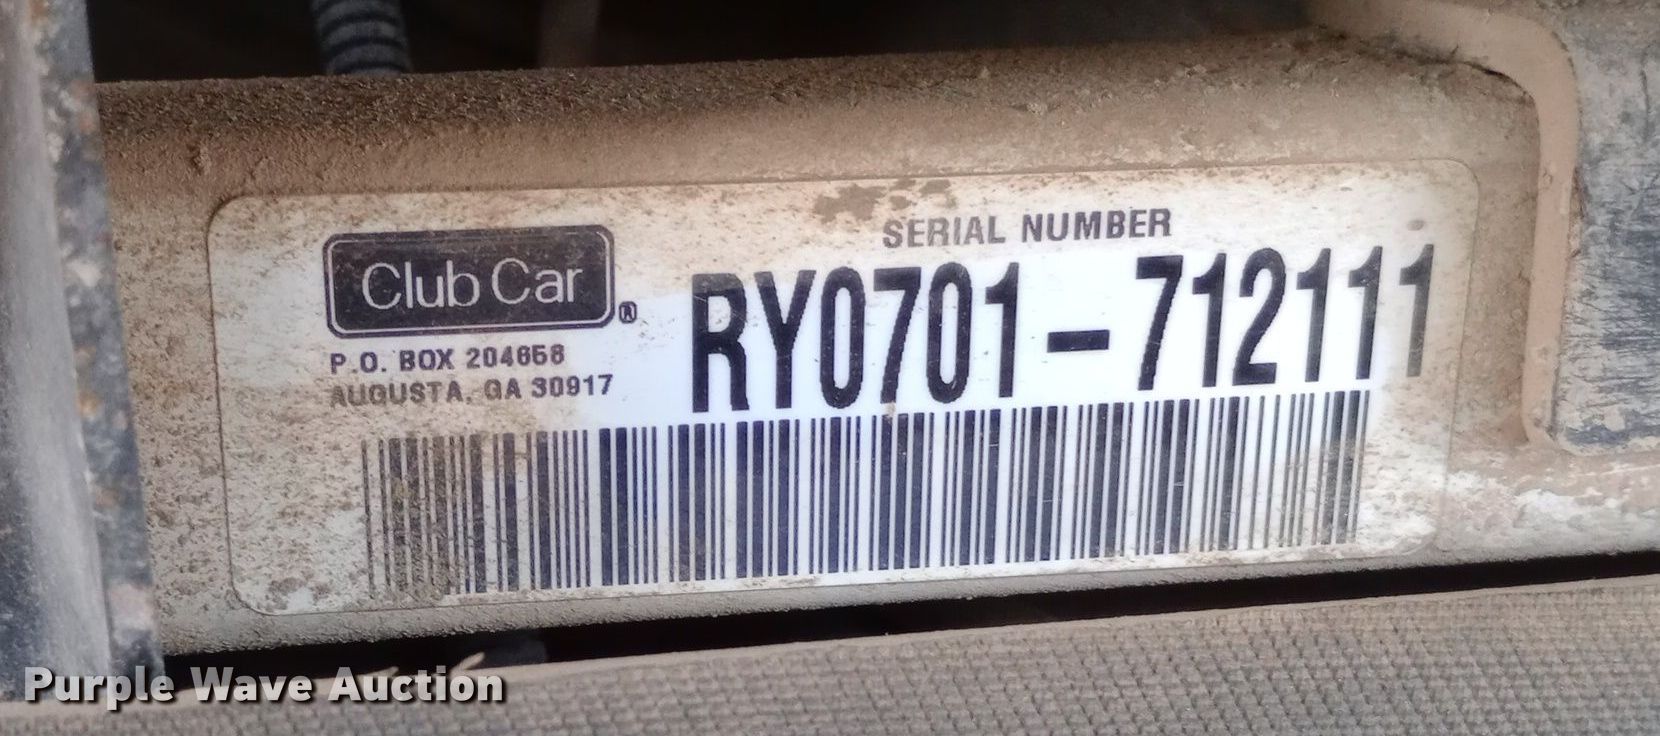 SERIAL NUMBER
Club Car®
RY0701-712111
P.O. BOX 204658
AUGUSTA, GA 30917
Purple Wave Auction